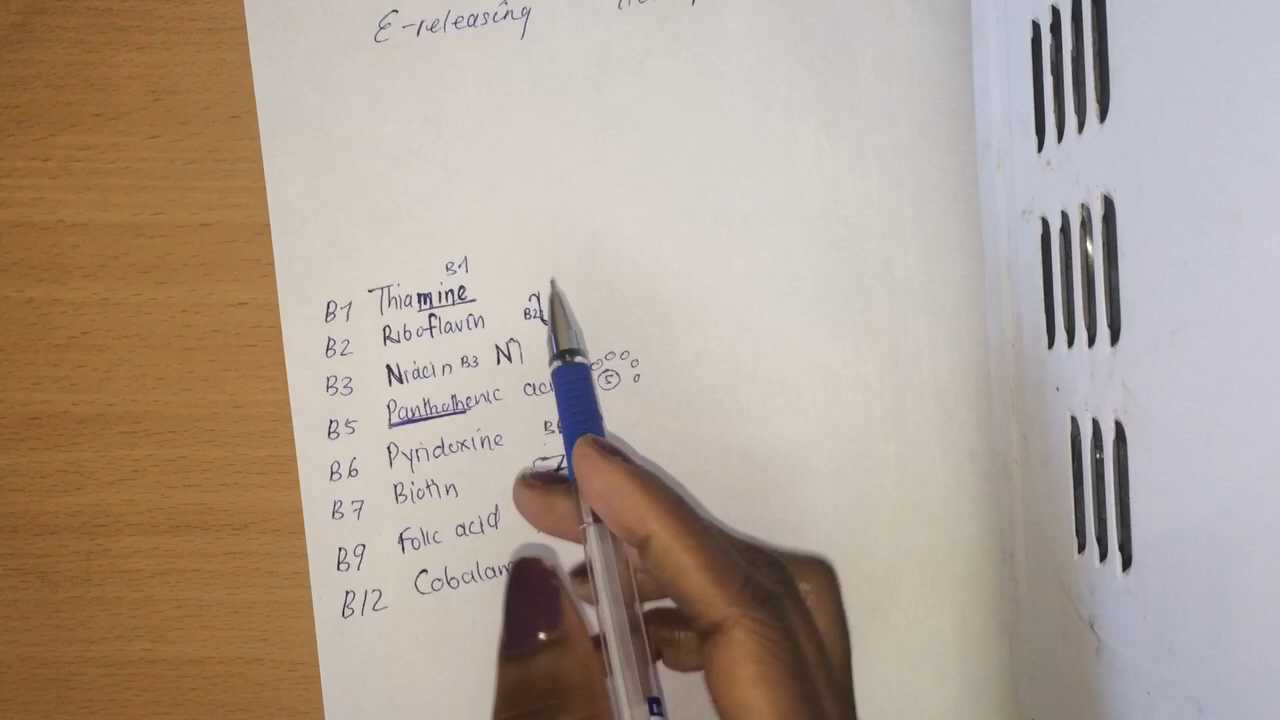 E-releasing
B1
B1 Thiamine
B2 Riboflavin B2
B3 Niacin B3 N
B5 Panthothenic 5
B6 Pyridoxine
B7 Biotin
B9 Folic acid
B12